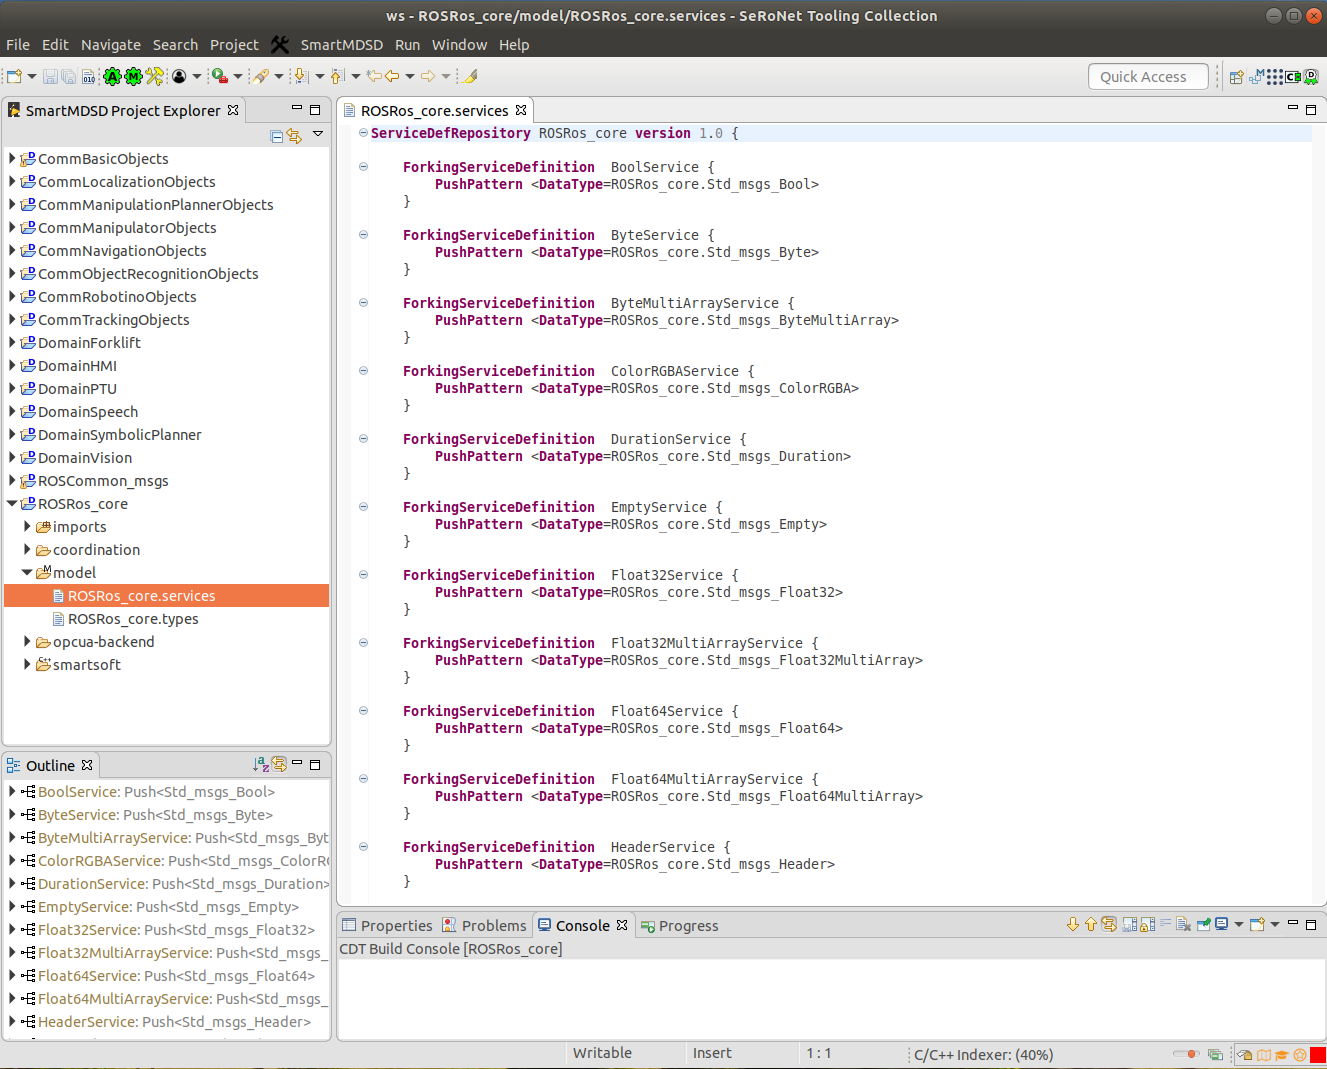 ws - ROSRos_core/model/ROSRos_core.services - SeRoNet Tooling Collection
File Edit Navigate Search Project SmartMDSD Run Window Help
Quick Access
SmartMDSD Project Explorer
CommBasicObjects
CommLocalizationObjects
CommManipulationPlannerObjects
CommManipulatorObjects
CommNavigationObjects
CommObjectRecognitionObjects
CommRobotinoObjects
CommTrackingObjects
DomainForklift
DomainHMI
DomainPTU
DomainSpeech
DomainSymbolicPlanner
DomainVision
ROSCommon_msgs
ROSRos_core
imports
coordination
model
ROSRos_core.services
ROSRos_core.types
opcua-backend
smartsoft
Outline
BoolService: Push<Std_msgs_Bool>
ByteService: Push<Std_msgs_Byte>
ByteMultiArrayService: Push<Std_msgs_Byt
ColorRGBAService: Push<Std_msgs_ColorRG
DurationService: Push<Std_msgs_Duration>
EmptyService: Push<Std_msgs_Empty>
Float32Service: Push<Std_msgs_Float32>
Float32MultiArrayService: Push<Std_msgs_
Float64Service: Push<Std_msgs_Float64>
Float64MultiArrayService: Push<Std_msgs_
HeaderService: Push<Std_msgs_Header>
ROSRos_core.services
ServiceDefRepository ROSRos_core version 1.0 {
ForkingServiceDefinition BoolService {
PushPattern <DataType=ROSRos_core.Std_msgs_Bool>
}
ForkingServiceDefinition ByteService {
PushPattern <DataType=ROSRos_core.Std_msgs_Byte>
}
ForkingServiceDefinition ByteMultiArrayService {
PushPattern <DataType=ROSRos_core.Std_msgs_ByteMultiArray>
}
ForkingServiceDefinition ColorRGBAService {
PushPattern <DataType=ROSRos_core.Std_msgs_ColorRGBA>
}
ForkingServiceDefinition DurationService {
PushPattern <DataType=ROSRos_core.Std_msgs_Duration>
}
ForkingServiceDefinition EmptyService {
PushPattern <DataType=ROSRos_core.Std_msgs_Empty>
}
ForkingServiceDefinition Float32Service {
PushPattern <DataType=ROSRos_core.Std_msgs_Float32>
}
ForkingServiceDefinition Float32MultiArrayService {
PushPattern <DataType=ROSRos_core.Std_msgs_Float32MultiArray>
}
ForkingServiceDefinition Float64Service {
PushPattern <DataType=ROSRos_core.Std_msgs_Float64>
}
ForkingServiceDefinition Float64MultiArrayService {
PushPattern <DataType=ROSRos_core.Std_msgs_Float64MultiArray>
}
ForkingServiceDefinition HeaderService {
PushPattern <DataType=ROSRos_core.Std_msgs_Header>
}
Properties Problems Console Progress
CDT Build Console [ROSRos_core]
Writable Insert 1 : 1 C/C++ Indexer: (40%)